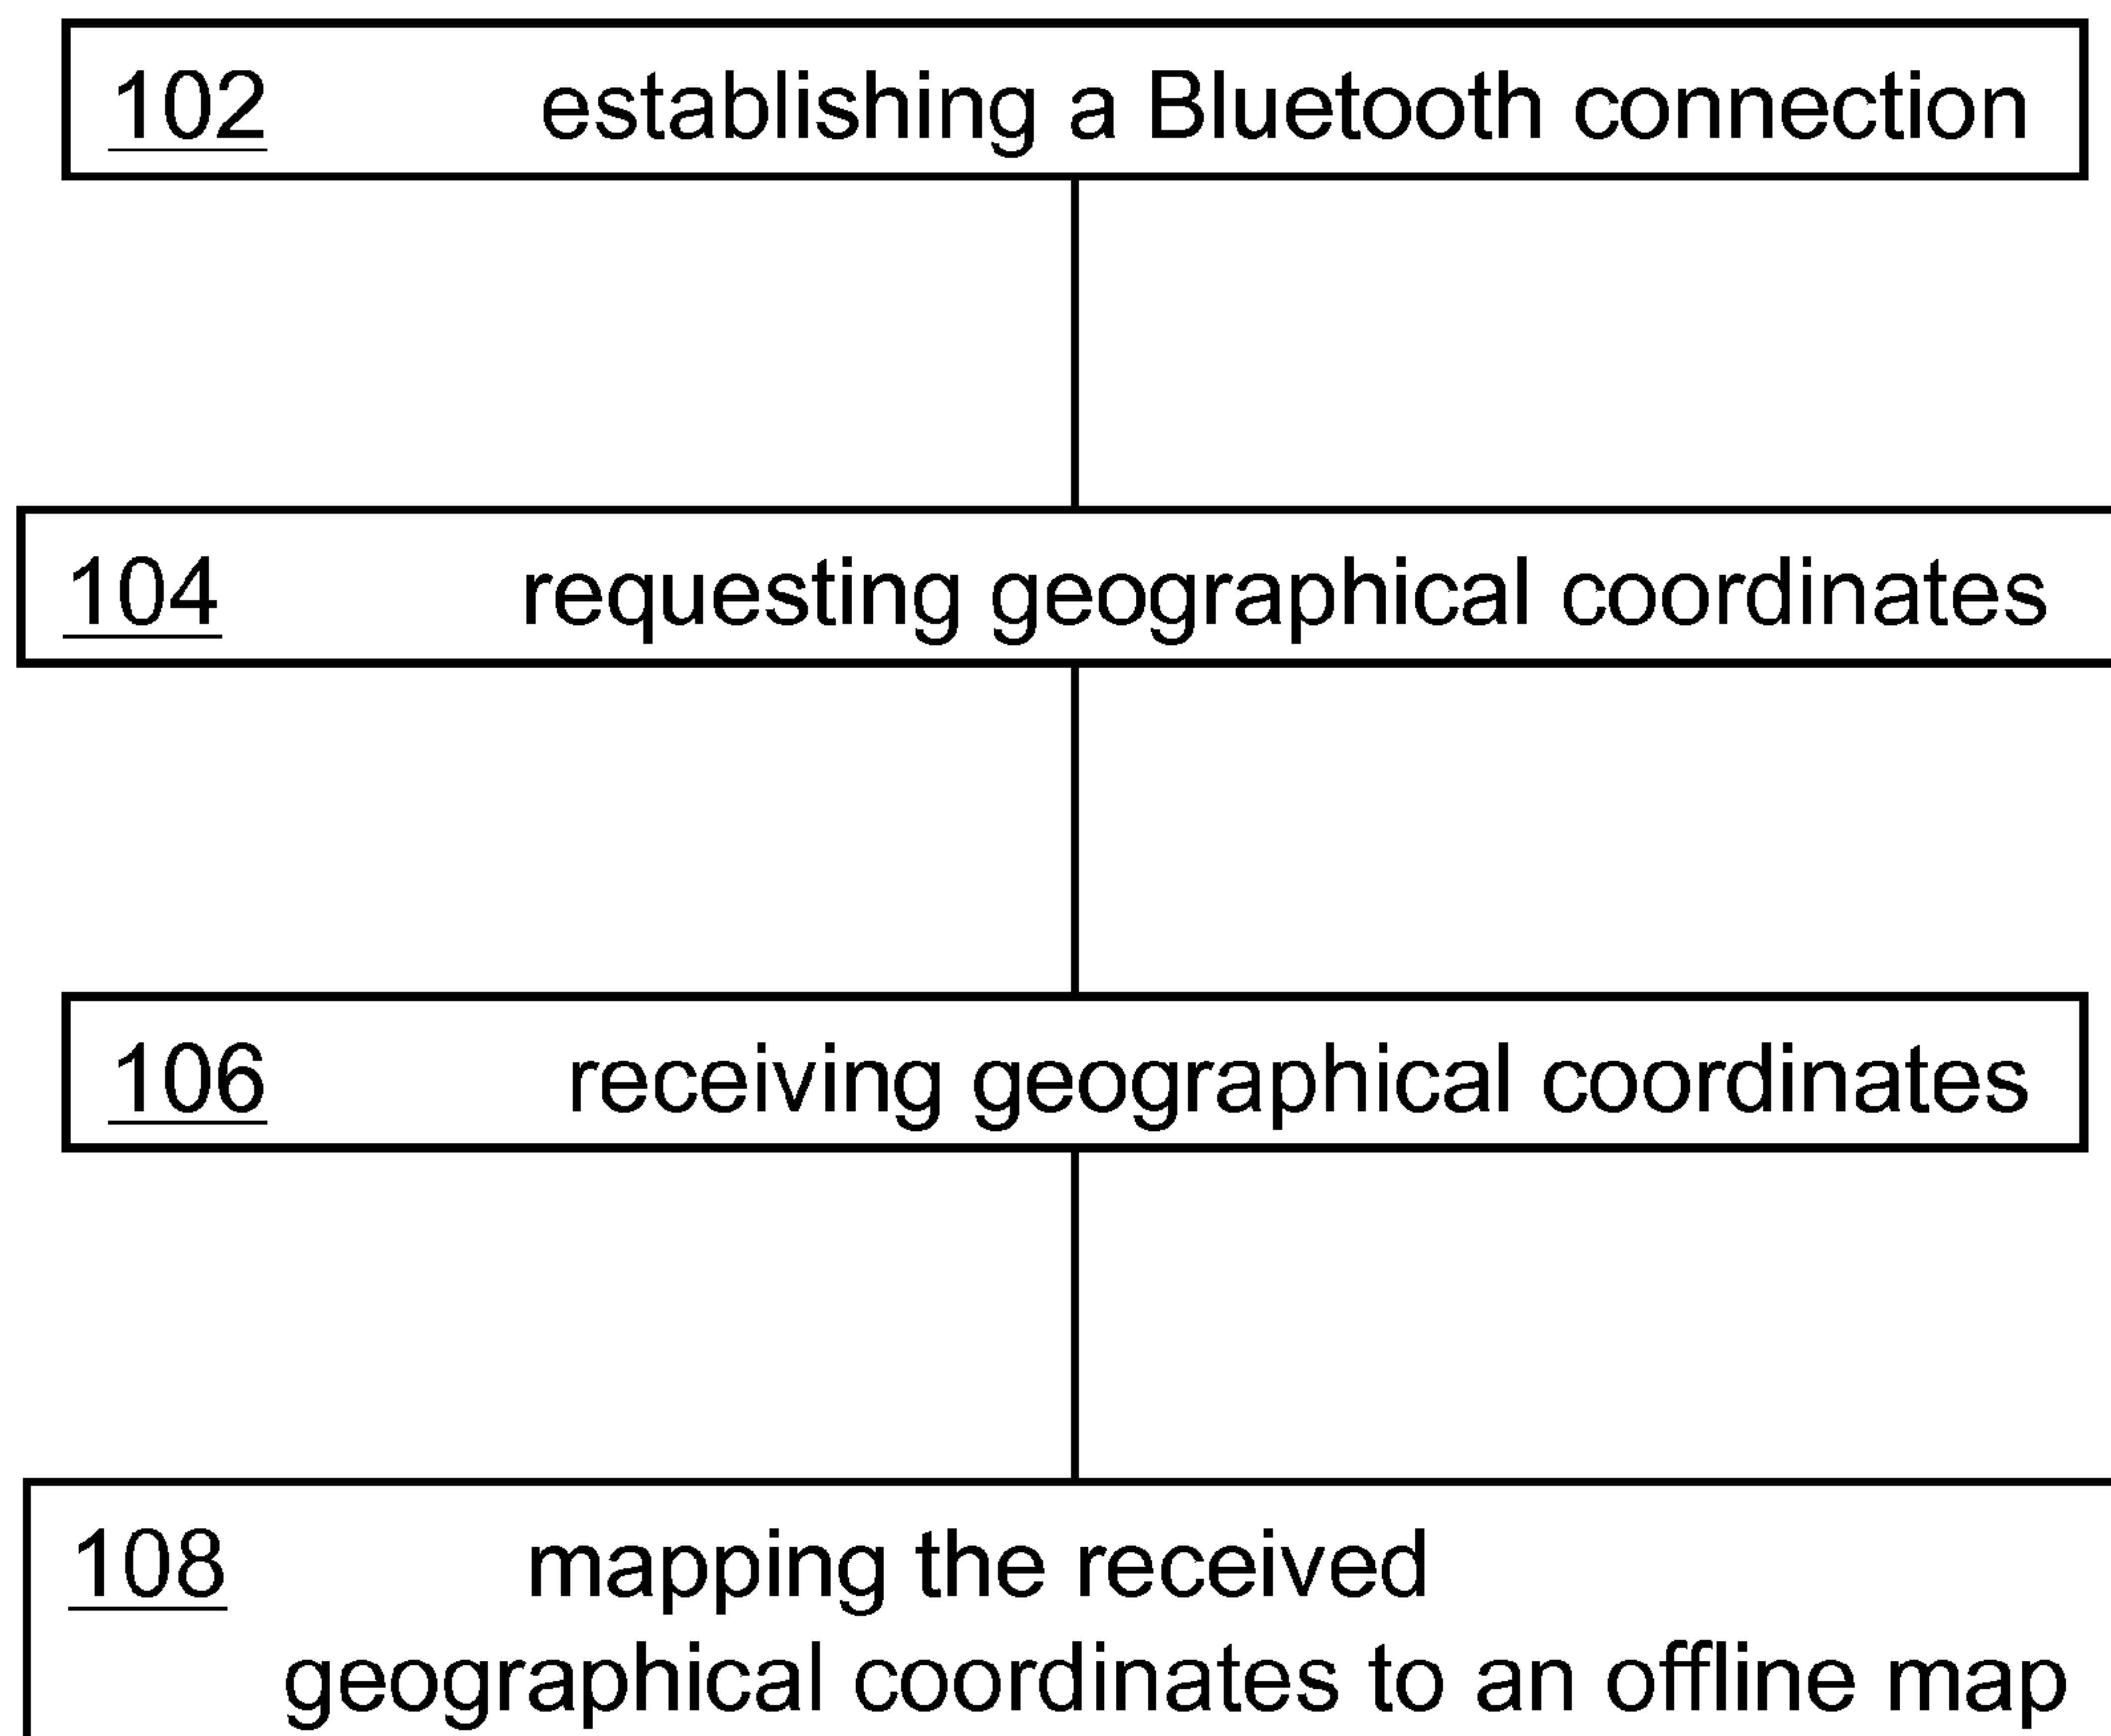 102 establishing a Bluetooth connection
104 requesting geographical coordinates
106 receiving geographical coordinates
108 mapping the received
geographical coordinates to an offline map